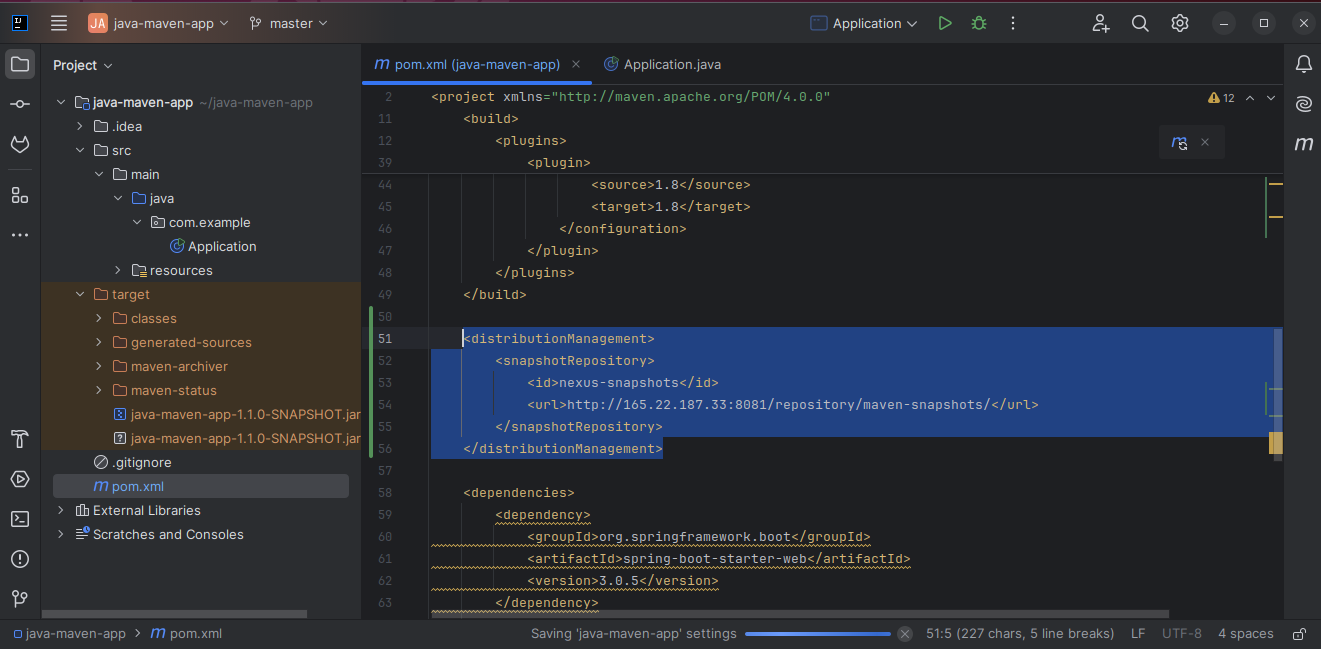 JA java-maven-app master Application
Project
pom.xml (java-maven-app) Application.java
java-maven-app ~/java-maven-app
.idea
src
main
java
com.example
Application
resources
target
classes
generated-sources
maven-archiver
maven-status
java-maven-app-1.1.0-SNAPSHOT.jar
java-maven-app-1.1.0-SNAPSHOT.jar
.gitignore
m pom.xml
External Libraries
Scratches and Consoles
12
2 <project xmlns="http://maven.apache.org/POM/4.0.0"
11 <build>
12 <plugins>
39 <plugin>
44 <source>1.8</source>
45 <target>1.8</target>
46 </configuration>
47 </plugin>
48 </plugins>
49 </build>
50
51 <distributionManagement>
52 <snapshotRepository>
53 <id>nexus-snapshots</id>
54 <url>http://165.22.187.33:8081/repository/maven-snapshots/</url>
55 </snapshotRepository>
56 </distributionManagement>
57
58 <dependencies>
59 <dependency>
60 <groupId>org.springframework.boot</groupId>
61 <artifactId>spring-boot-starter-web</artifactId>
62 <version>3.0.5</version>
63 </dependency>
java-maven-app > m pom.xml Saving 'java-maven-app' settings 51:5 (227 chars, 5 line breaks) LF UTF-8 4 spaces